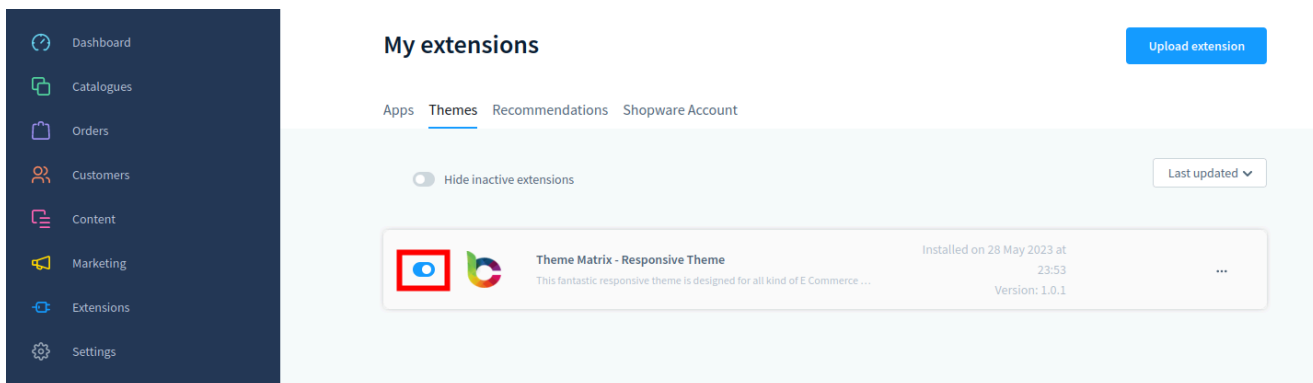 Dashboard
Catalogues
Orders
Customers
Content
Marketing
Extensions
Settings
My extensions
Upload extension
Apps Themes Recommendations Shopware Account
Hide inactive extensions
Last updated
Theme Matrix - Responsive Theme
This fantastic responsive theme is designed for all kind of E Commerce ...
Installed on 28 May 2023 at
23:53
Version: 1.0.1